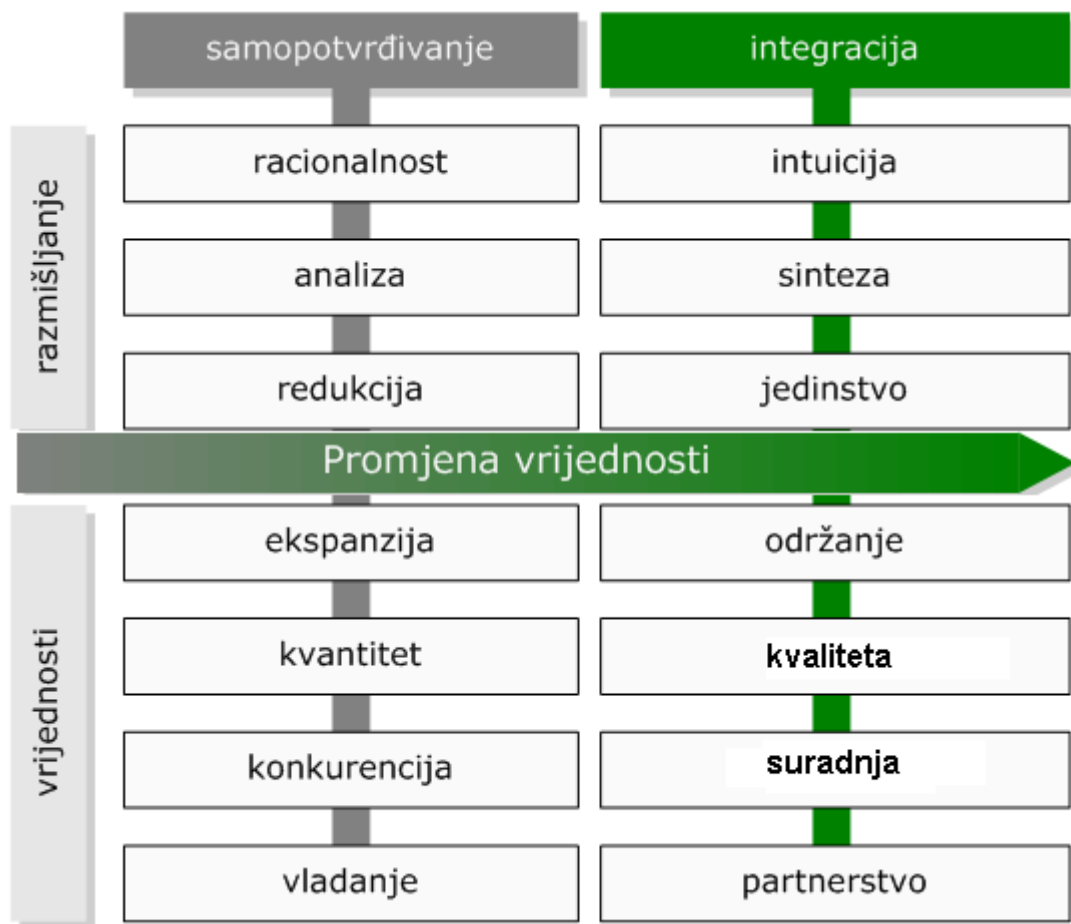 samopotvrđivanje
integracija
razmišljanje
racionalnost
intuicija
analiza
sinteza
redukcija
jedinstvo
Promjena vrijednosti
vrijednosti
ekspanzija
održanje
kvantitet
kvaliteta
konkurencija
suradnja
vladanje
partnerstvo